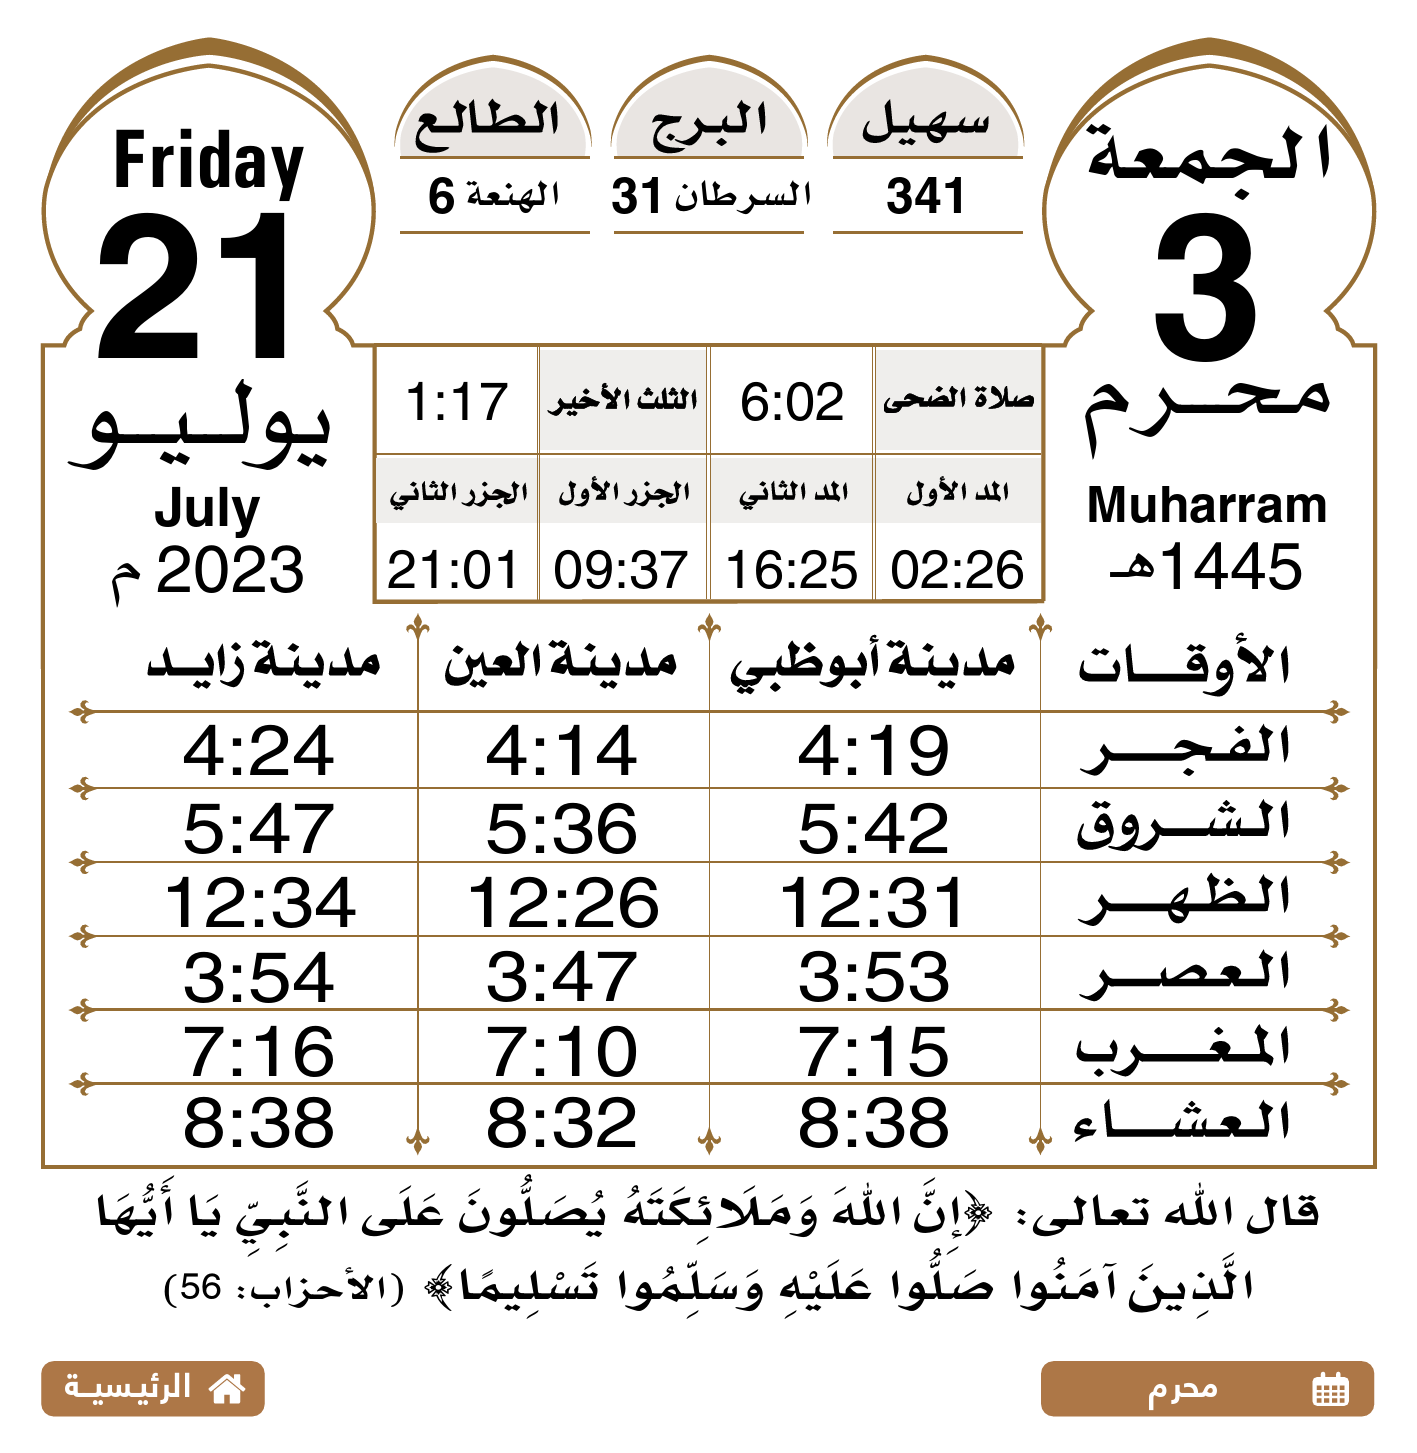 الجمعة
3
محرم
Muharram
1445هـ
سهيل
341
البرج
السرطان 31
الطالع
الهنعة 6
Friday
21
يوليو
July
2023 م
صلاة الضحى 6:02 الثلث الأخير 1:17
المد الأول المد الثاني الجزر الأول الجزر الثاني
02:26 16:25 09:37 21:01
الأوقات مدينة أبوظبي مدينة العين مدينة زايد
الفجر 4:19 4:14 4:24
الشروق 5:42 5:36 5:47
الظهر 12:31 12:26 12:34
العصر 3:53 3:47 3:54
المغرب 7:15 7:10 7:16
العشاء 8:38 8:32 8:38
قال الله تعالى: ﴿إِنَّ اللهَ وَمَلَائِكَتَهُ يُصَلُّونَ عَلَى النَّبِيِّ يَا أَيُّهَا
الَّذِينَ آمَنُوا صَلُّوا عَلَيْهِ وَسَلِّمُوا تَسْلِيمًا﴾ (الأحزاب: 56)
محرم
الرئيسية